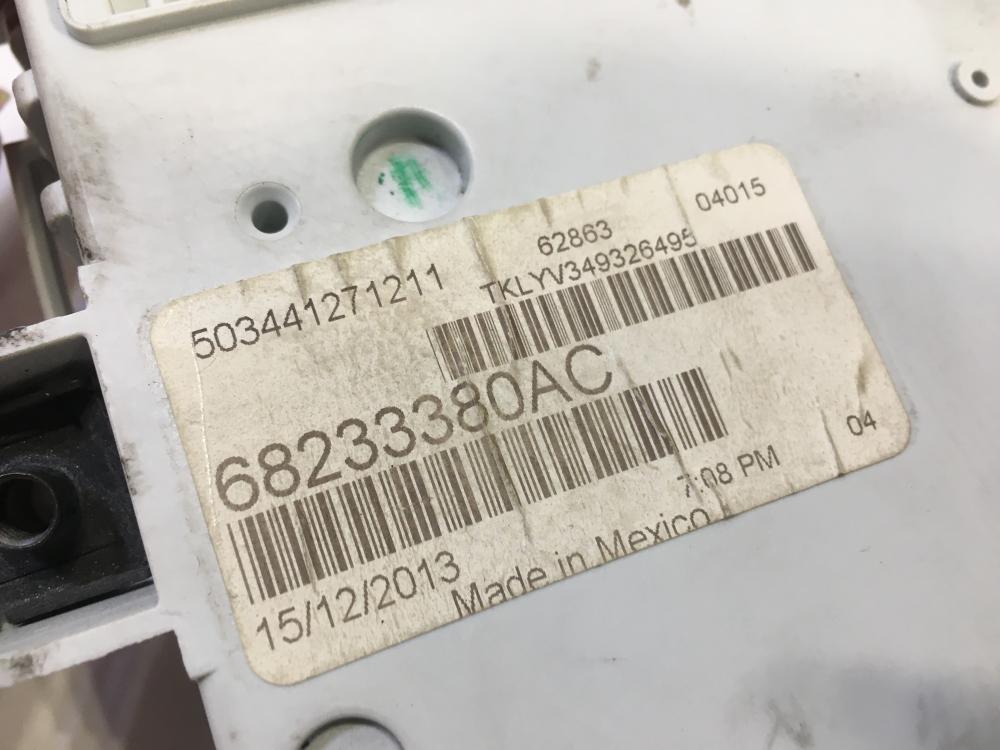 62863 04015
503441271211 TKLYV349326495
68233380AC
04
7:08 PM
15/12/2013 Made in Mexico